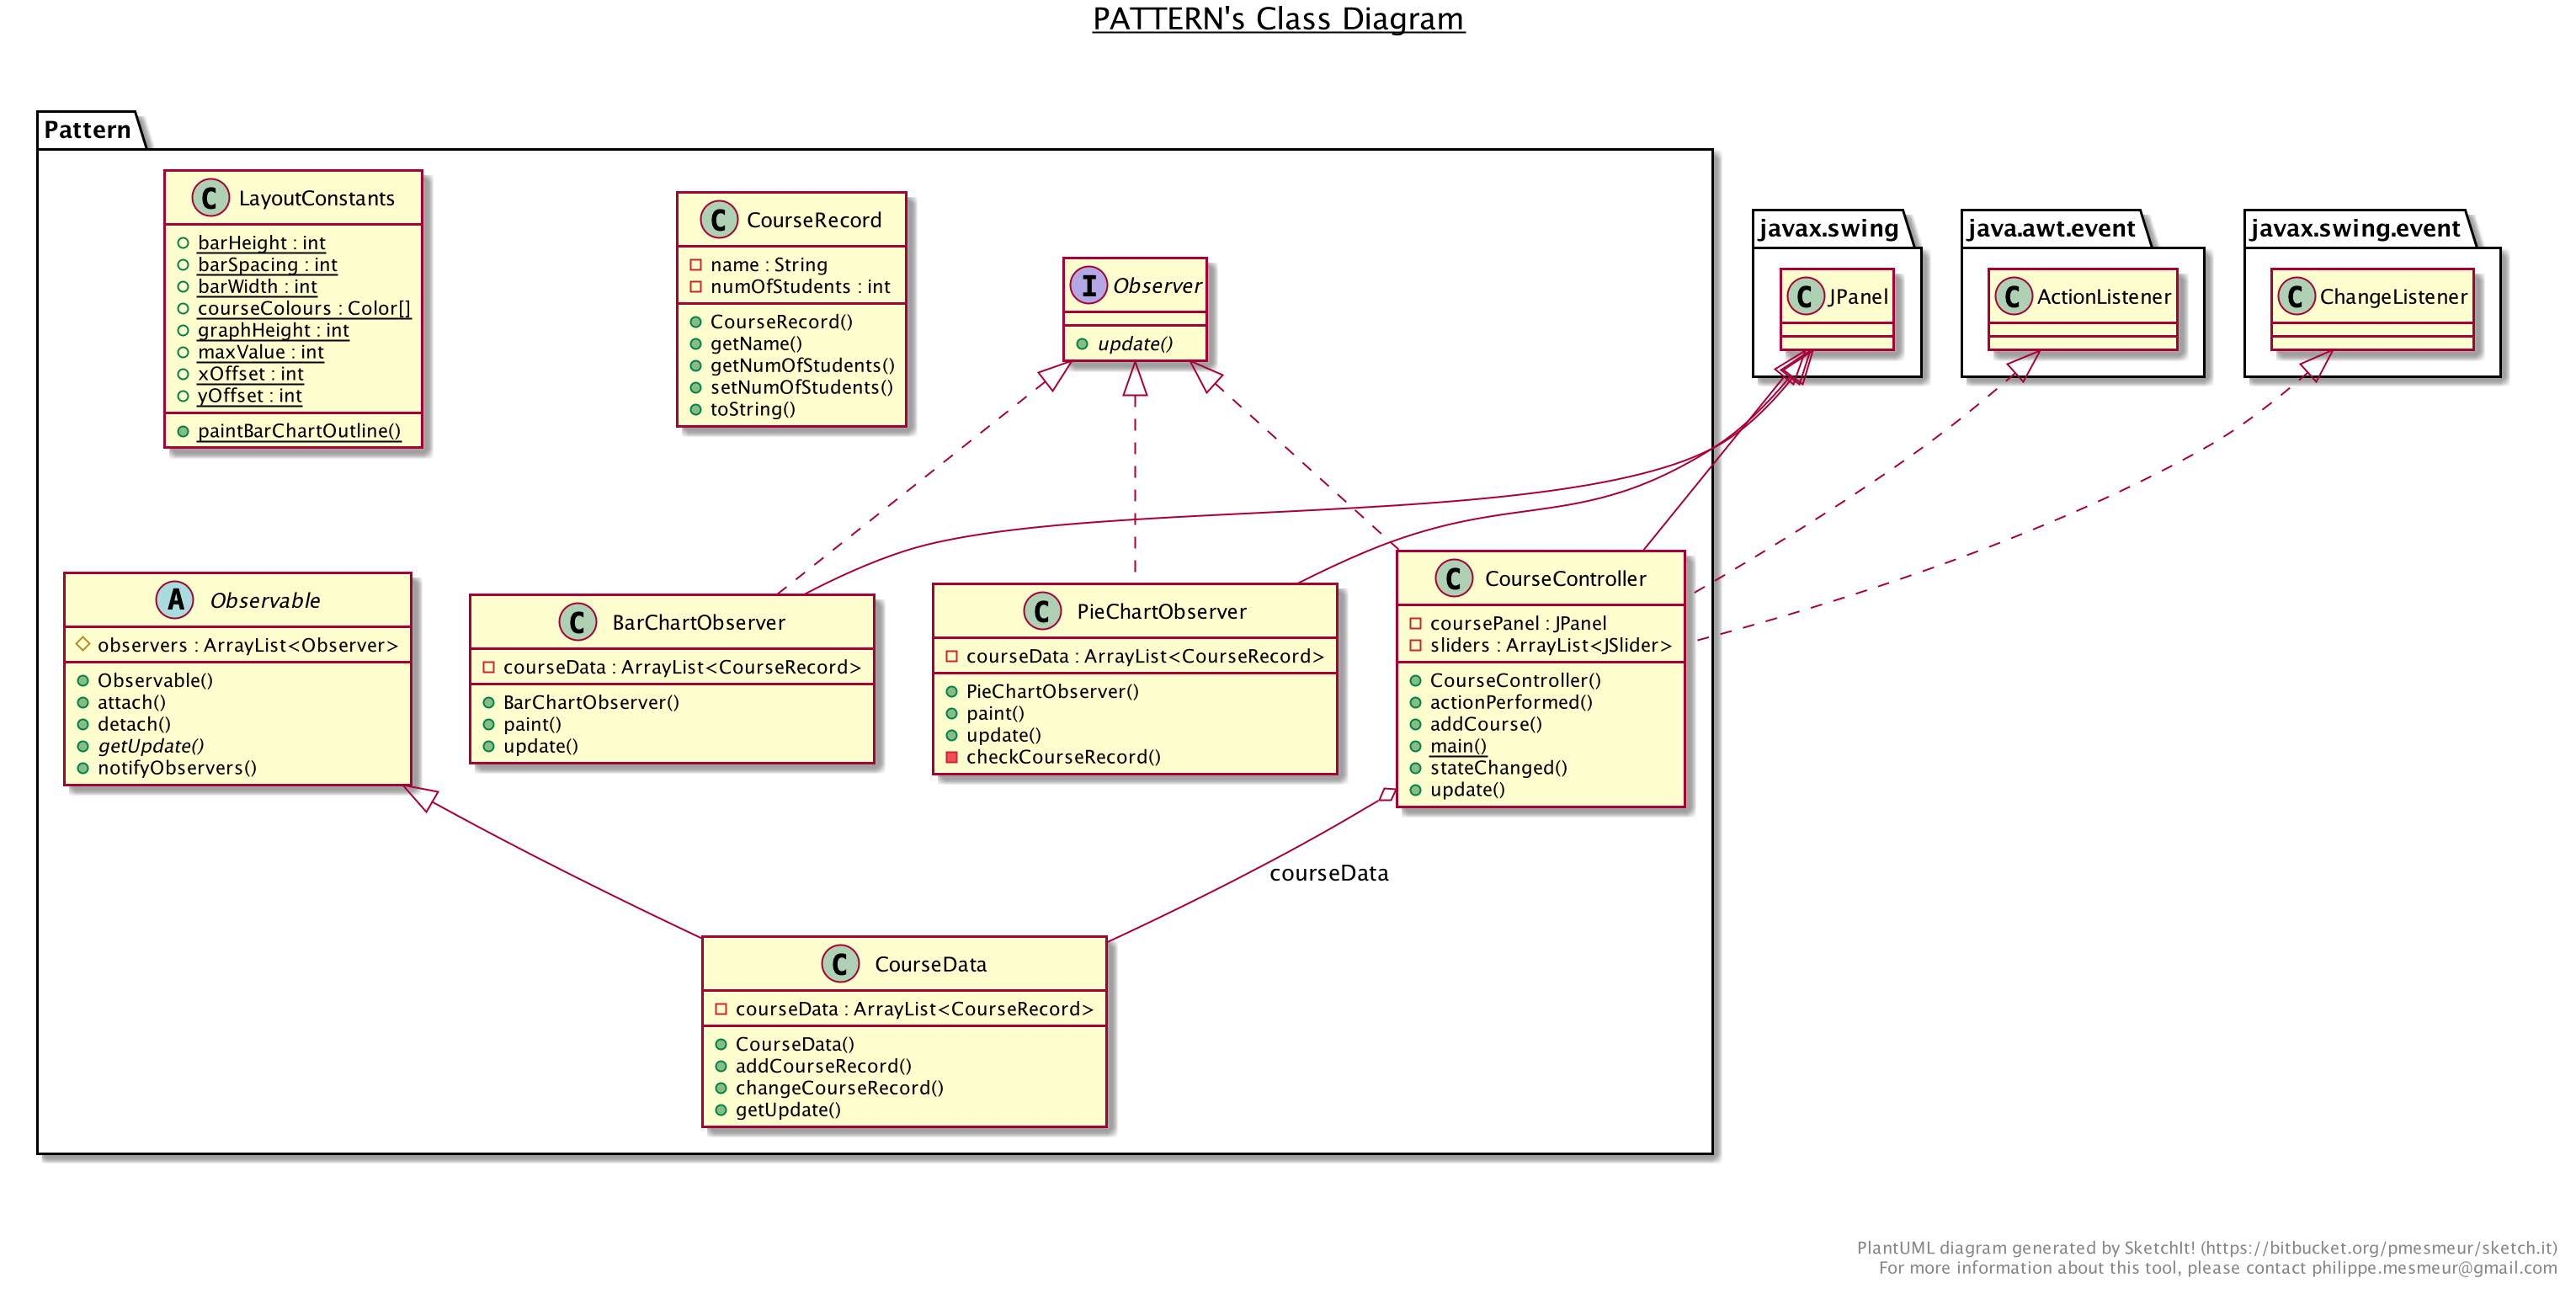 PATTERN's Class Diagram
Pattern
C LayoutConstants
barHeight : int
barSpacing : int
barWidth : int
courseColours : Color[]
graphHeight : int
maxValue : int
xOffset : int
yOffset : int
paintBarChartOutline()
C CourseRecord
name : String
numOfStudents : int
CourseRecord()
getName()
getNumOfStudents()
setNumOfStudents()
toString()
I Observer
update()
javax.swing
C JPanel
java.awt.event
C ActionListener
javax.swing.event
C ChangeListener
A Observable
observers : ArrayList<Observer>
Observable()
attach()
detach()
getUpdate()
notifyObservers()
C BarChartObserver
courseData : ArrayList<CourseRecord>
BarChartObserver()
paint()
update()
C PieChartObserver
courseData : ArrayList<CourseRecord>
PieChartObserver()
paint()
update()
checkCourseRecord()
C CourseController
coursePanel : JPanel
sliders : ArrayList<JSlider>
CourseController()
actionPerformed()
addCourse()
main()
stateChanged()
update()
courseData
C CourseData
courseData : ArrayList<CourseRecord>
CourseData()
addCourseRecord()
changeCourseRecord()
getUpdate()
PlantUML diagram generated by SketchIt! (https://bitbucket.org/pmesmeur/sketch.it)
For more information about this tool, please contact philippe.mesmeur@gmail.com